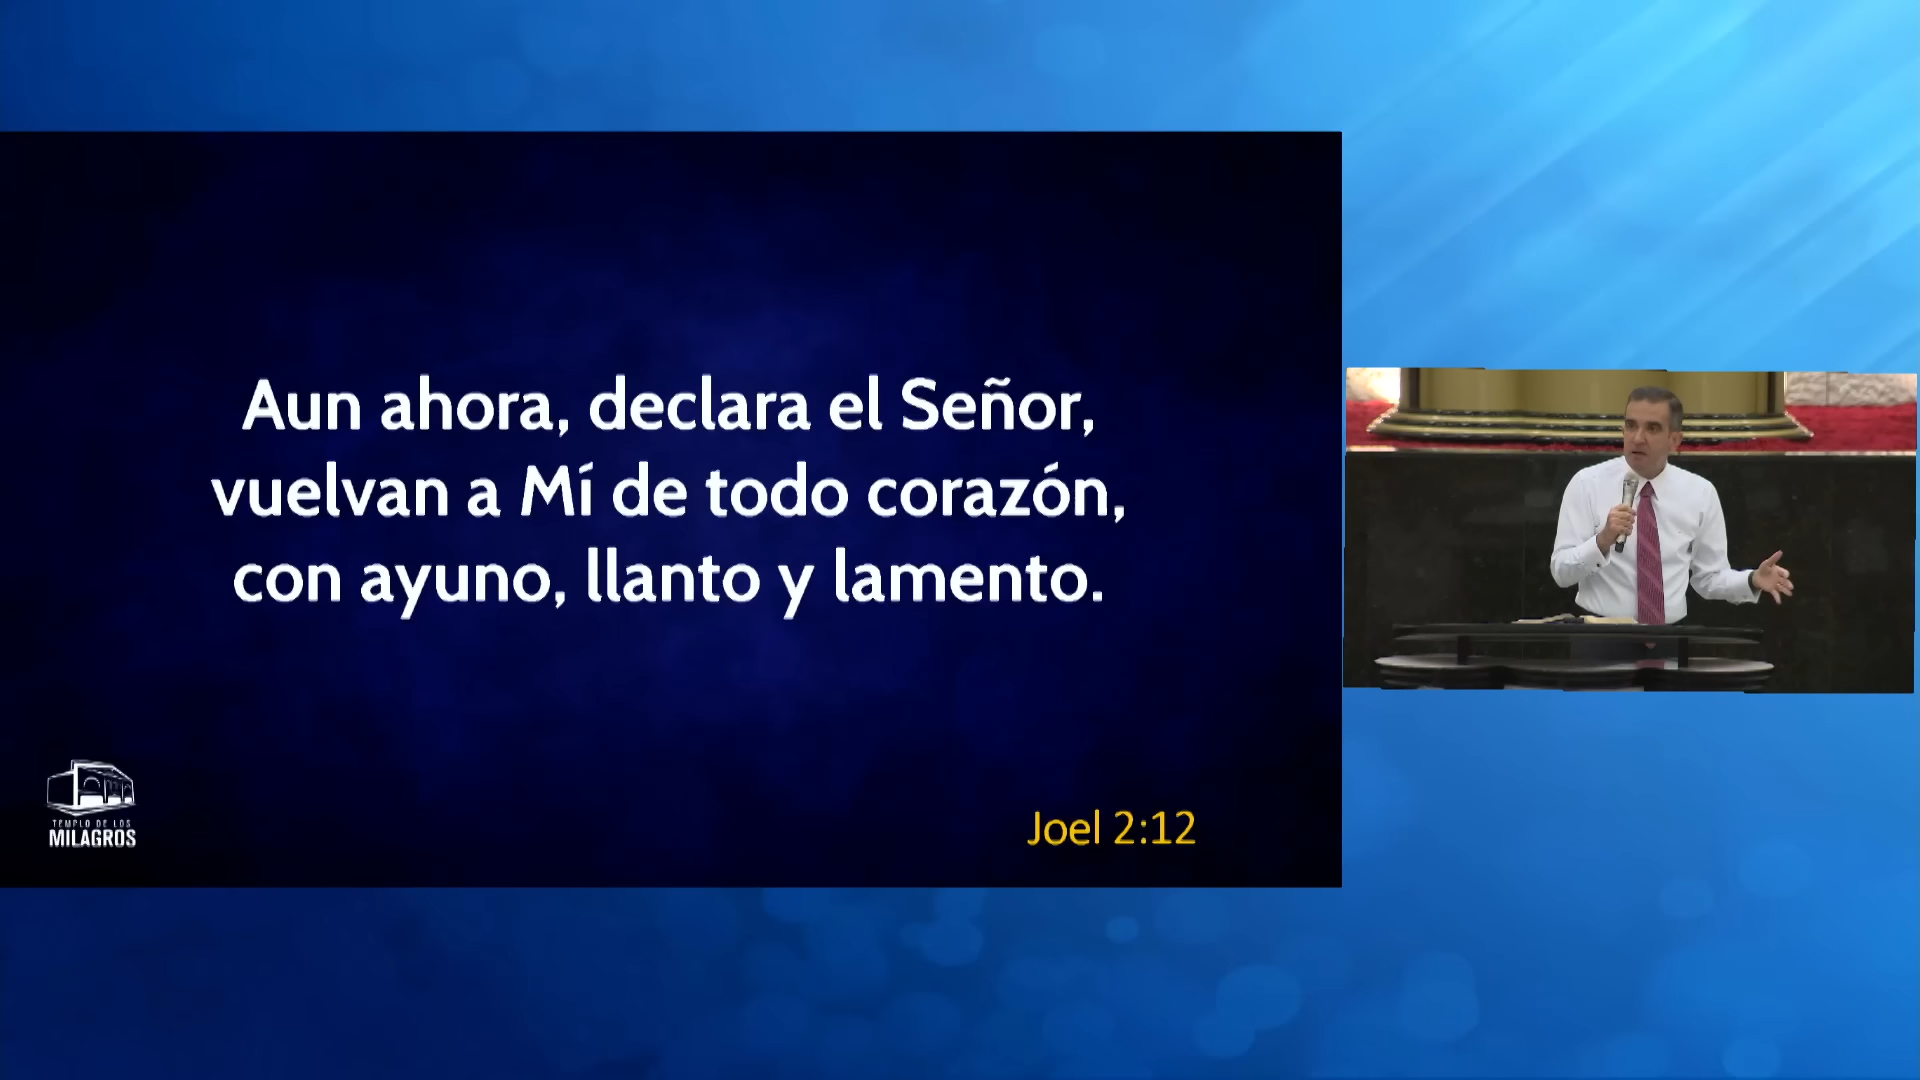 Aun ahora, declara el Señor,
vuelvan a Mí de todo corazón,
con ayuno, llanto y lamento.
TEMPLO DE LOS
MILAGROS
Joel 2:12